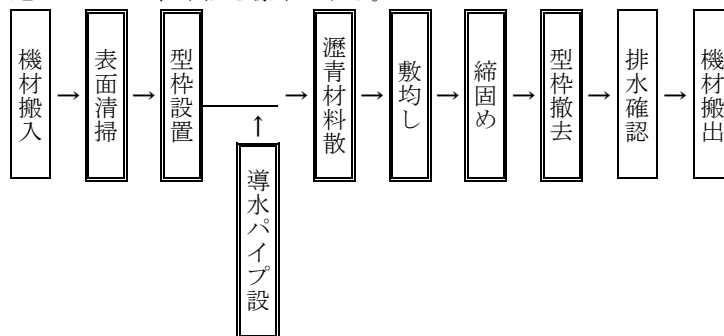 機材搬入
→
表面清掃
→
型枠設置
→
瀝青材料散
→
敷均し
→
締固め
→
型枠撤去
→
排水確認
→
機材搬出
↑
導水パイプ設